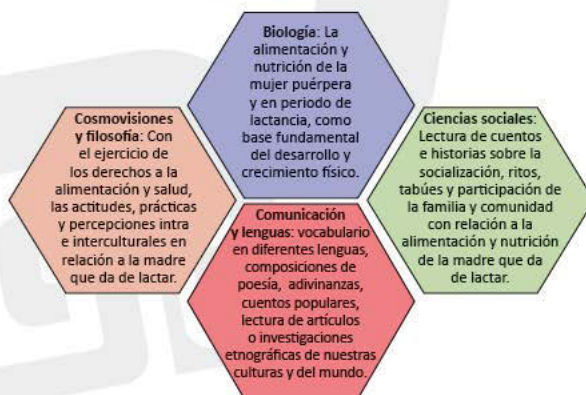 Biología: La
alimentación y
nutrición de la
mujer puérpera
y en periodo de
lactancia, como
base fundamental
del desarrollo y
crecimiento físico.
Cosmovisiones
y filosofía: Con
el ejercicio de
los derechos a la
alimentación y salud,
las actitudes, prácticas
y percepciones intra
e interculturales en
relación a la madre
que da de lactar.
Ciencias sociales:
Lectura de cuentos
e historias sobre la
socialización, ritos,
tabúes y participación de
la familia y comunidad
con relación a la
alimentación y nutrición
de la madre que da
de lactar.
Comunicación
y lenguas: vocabulario
en diferentes lenguas,
composiciones de
poesía, adivinanzas,
cuentos populares,
lectura de artículos
o investigaciones
etnográficas de nuestras
culturas y del mundo.